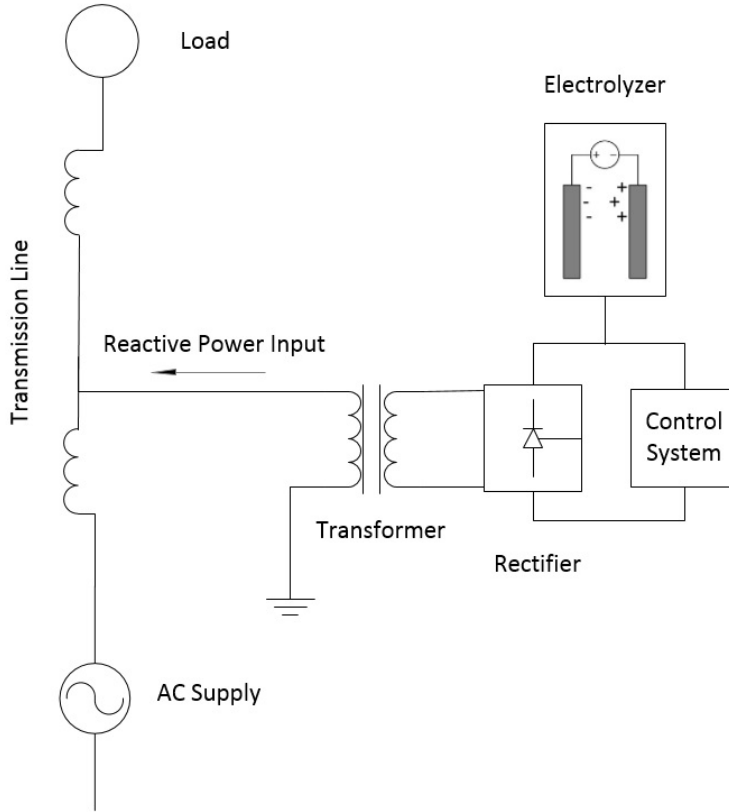 Load
Electrolyzer
+ -
- +
- +
- +
Transmission Line
Reactive Power Input
Control
System
Transformer
Rectifier
AC Supply